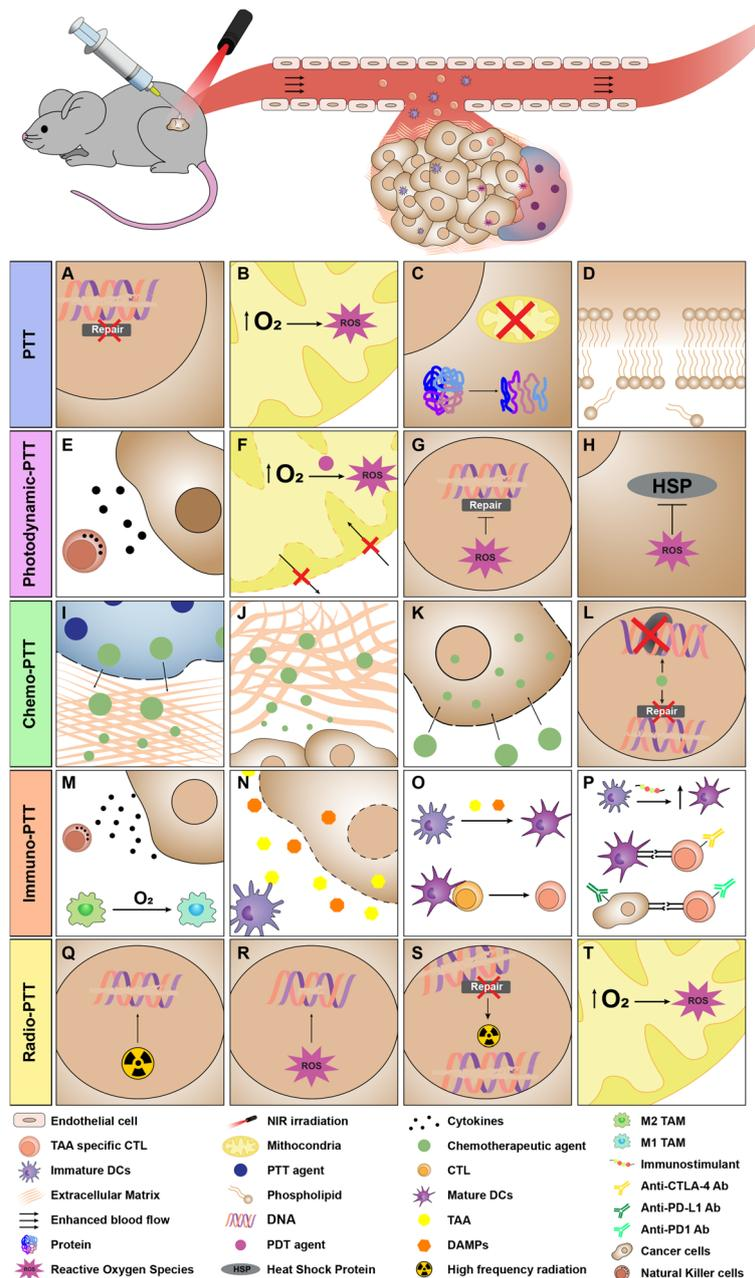 PTT
A
Repair
B
↑O₂
ROS
C
D
Photodynamic-PTT
E
F
↑O₂
ROS
G
Repair
ROS
H
HSP
ROS
Chemo-PTT
I
J
K
L
Repair
Immuno-PTT
M
O₂
N
O
P
Radio-PTT
Q
R
ROS
S
Repair
T
↑O₂
ROS
Endothelial cell
TAA specific CTL
Immature DCs
Extracellular Matrix
Enhanced blood flow
Protein
ROS
Reactive Oxygen Species
NIR irradiation
Mithocondria
PTT agent
Phospholipid
DNA
PDT agent
HSP
Heat Shock Protein
Cytokines
Chemotherapeutic agent
CTL
Mature DCs
TAA
DAMPs
High frequency radiation
M2 TAM
M1 TAM
Immunostimulant
Anti-CTLA-4 Ab
Anti-PD-L1 Ab
Anti-PD1 Ab
Cancer cells
Natural Killer cells